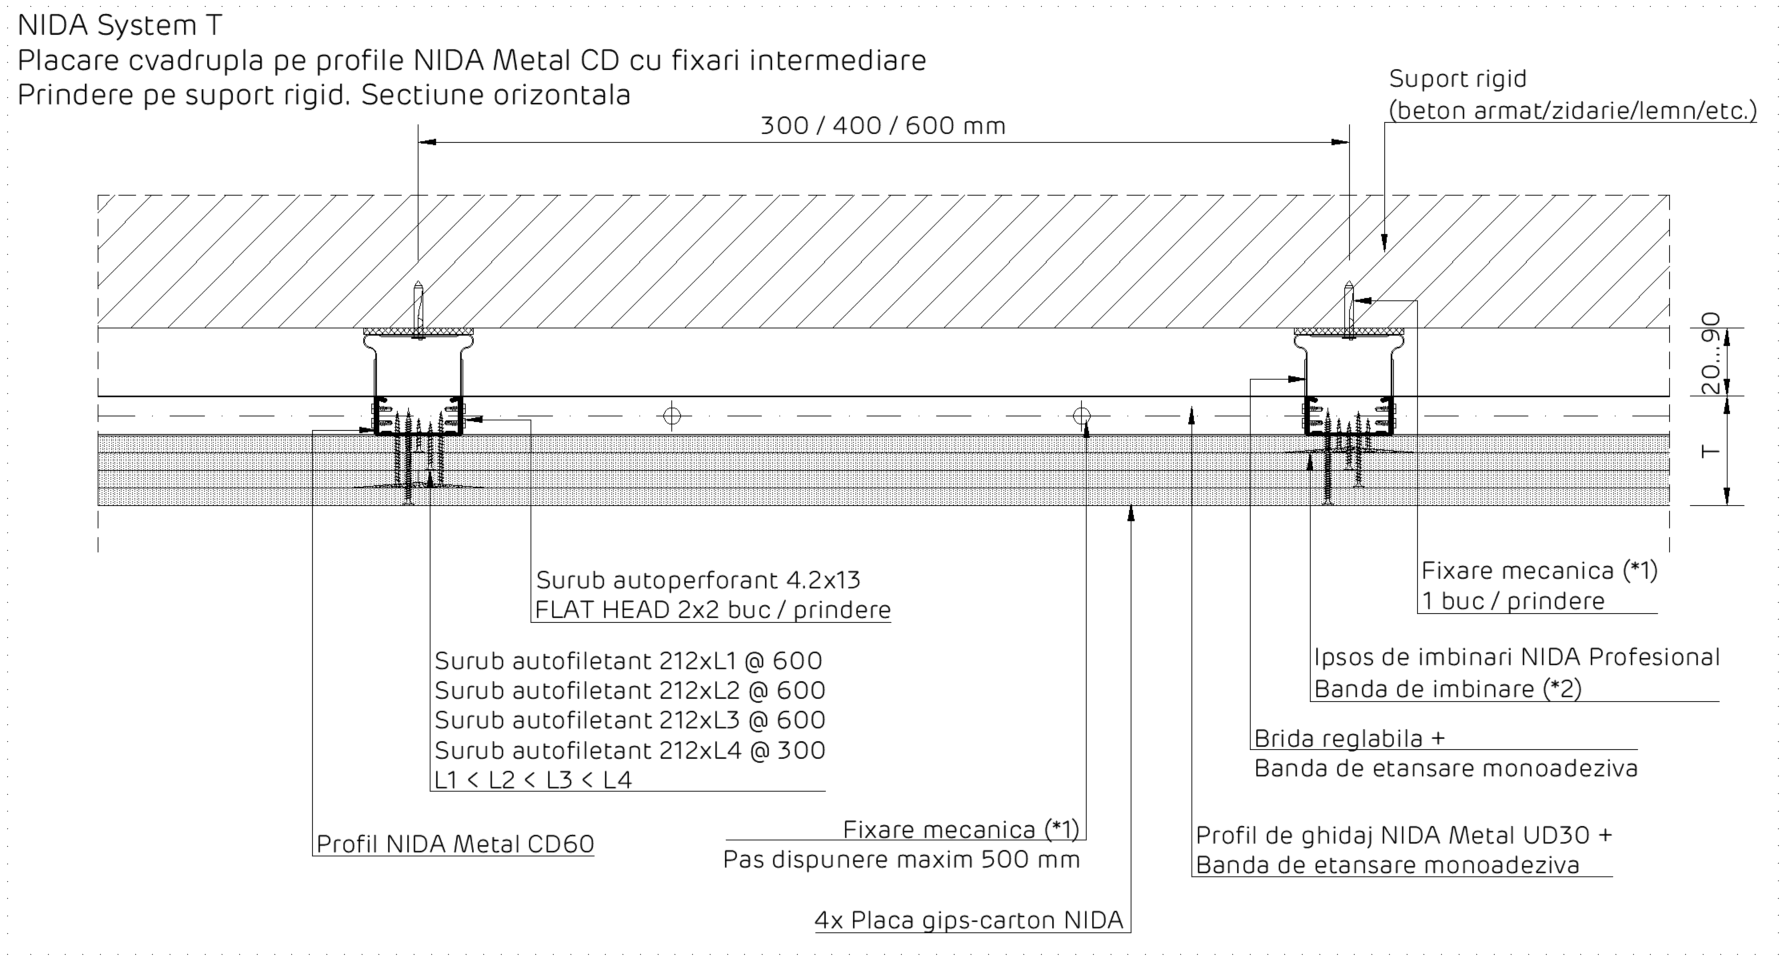 NIDA System T
Placare cvadrupla pe profile NIDA Metal CD cu fixari intermediare
Prindere pe suport rigid. Sectiune orizontala
Suport rigid
(beton armat/zidarie/lemn/etc.)
300 / 400 / 600 mm
20...90
T
Surub autoperforant 4.2x13
FLAT HEAD 2x2 buc / prindere
Fixare mecanica (*1)
1 buc / prindere
Surub autofiletant 212xL1 @ 600
Surub autofiletant 212xL2 @ 600
Surub autofiletant 212xL3 @ 600
Surub autofiletant 212xL4 @ 300
L1 < L2 < L3 < L4
Ipsos de imbinari NIDA Profesional
Banda de imbinare (*2)
Brida reglabila +
Banda de etansare monoadeziva
Profil NIDA Metal CD60
Fixare mecanica (*1)
Pas dispunere maxim 500 mm
Profil de ghidaj NIDA Metal UD30 +
Banda de etansare monoadeziva
4x Placa gips-carton NIDA